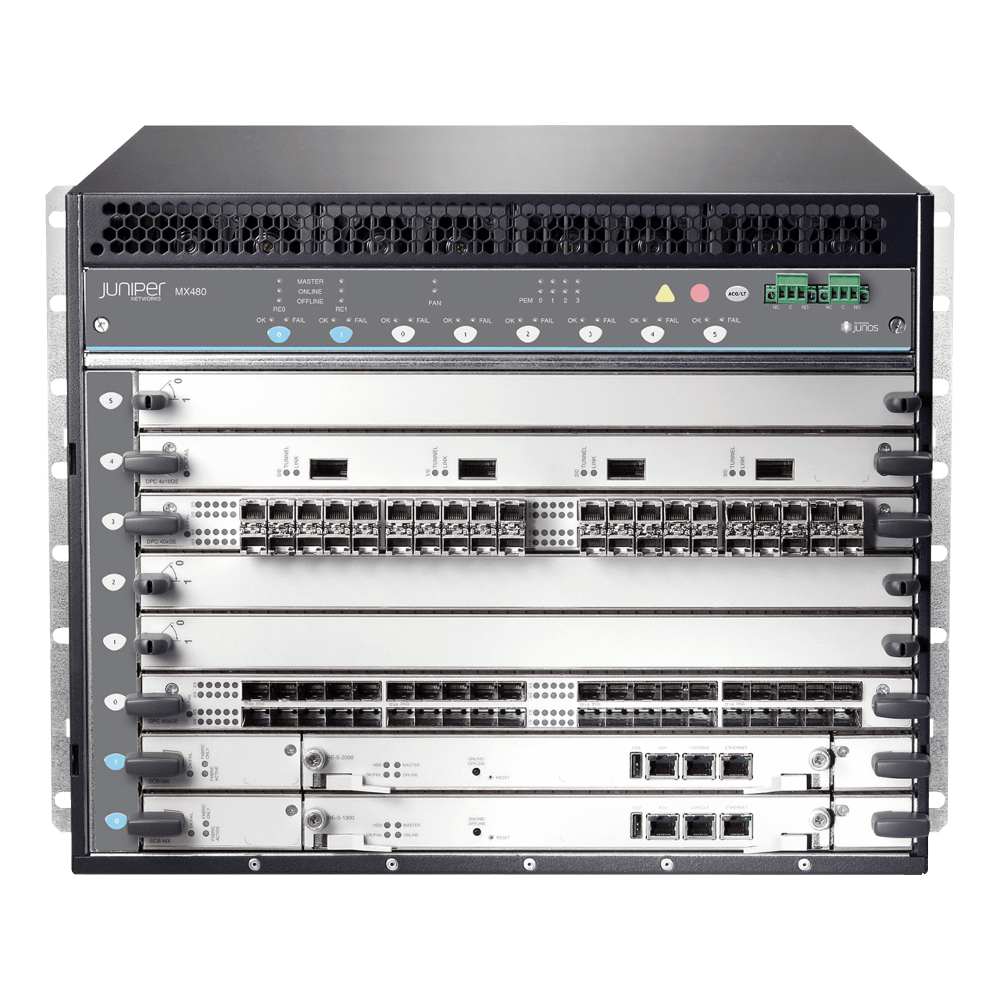 JUNIPER
NETWORKS
MX480
MASTER
ONLINE
OFFLINE
RE0 RE1
FAN
PEM 0 1 2 3
ACO/LT
NC C NO NC C NO
OK FAIL OK FAIL OK FAIL OK FAIL OK FAIL OK FAIL OK FAIL OK FAIL
0 1 0 1 2 3 4 5
RUNNING
JUNOS
5 0 1
4 OK/FAIL 0/0 TUNNEL LINK 1/0 TUNNEL LINK 2/0 TUNNEL LINK 3/0 TUNNEL LINK
DPC 4x10GE
3
DPC 40xGE
2 0 1
1 0 1
0
DPC 40xGE
1 OK/FAIL FABRIC ONLY FABRIC ACTIVE
SCB-MX
RE-S-2000
HDD MASTER
OK/FAIL ONLINE
ONLINE/
OFFLINE
RESET
USB AUX CONSOLE ETHERNET
0 OK/FAIL FABRIC ONLY FABRIC ACTIVE
SCB-MX
RE-S-1300
HDD MASTER
OK/FAIL ONLINE
ONLINE/
OFFLINE
RESET
USB AUX CONSOLE ETHERNET